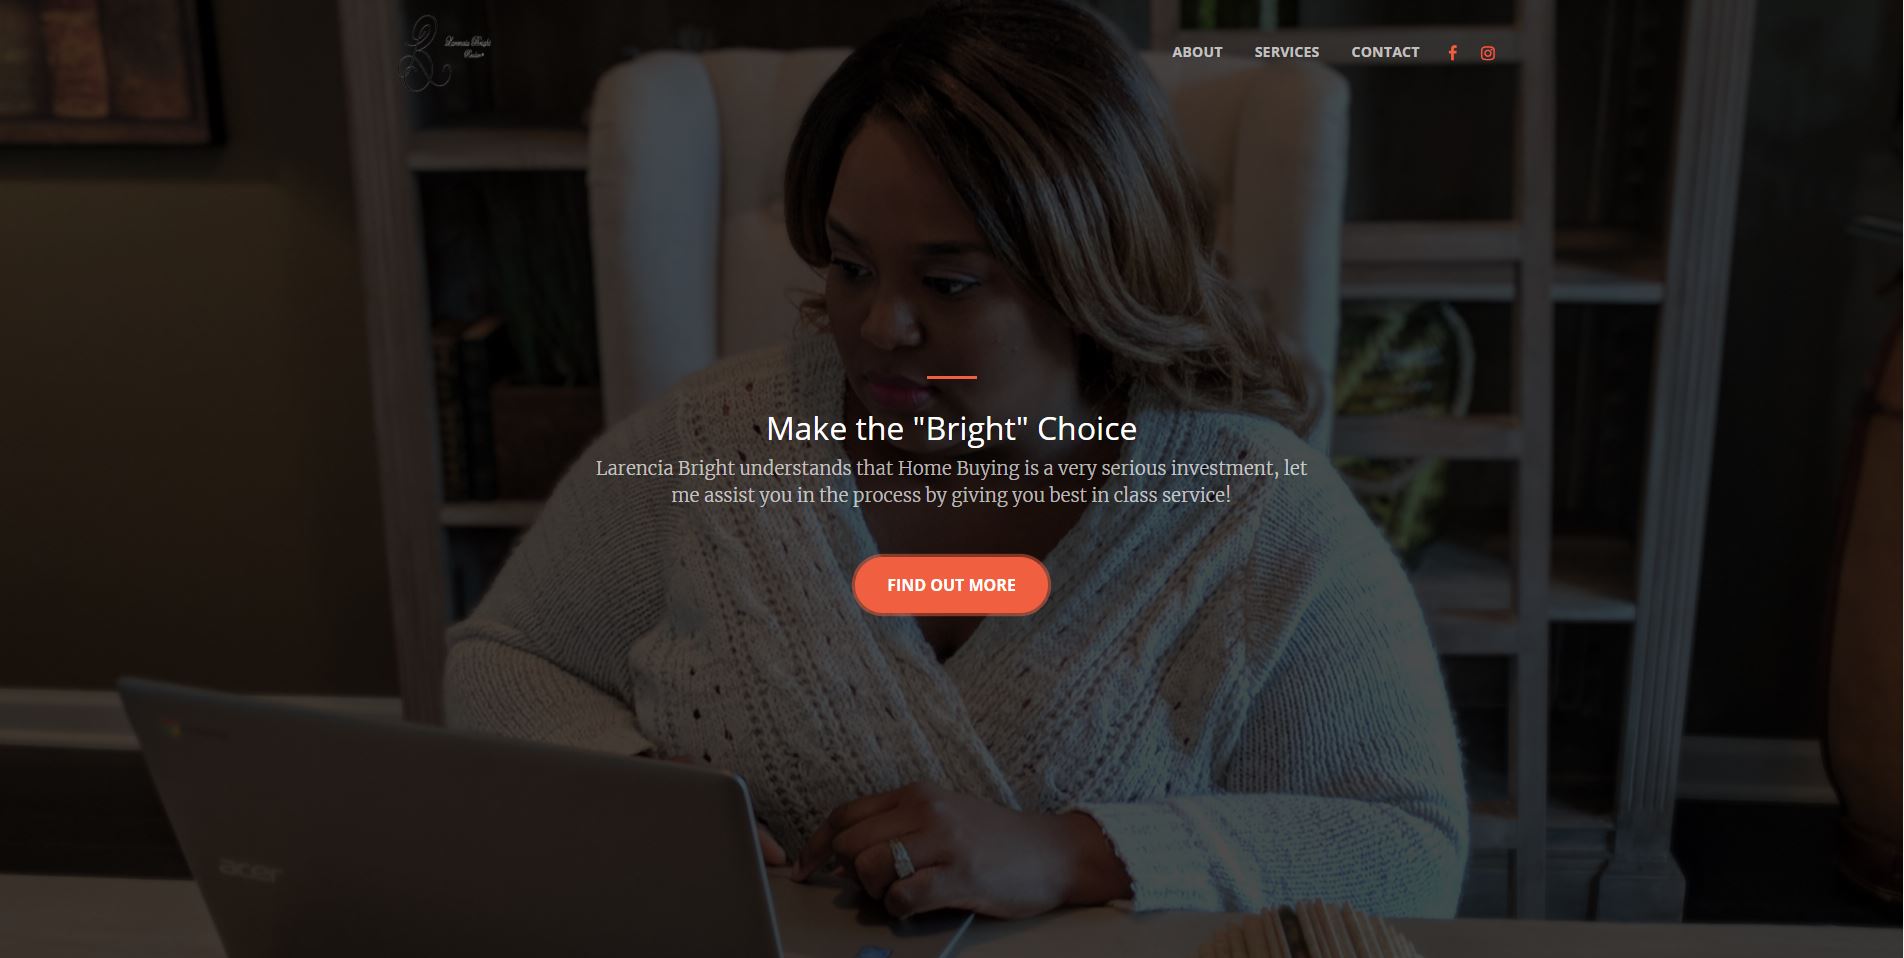 Larencia Bright
Realtor
ABOUT SERVICES CONTACT
Make the "Bright" Choice
Larencia Bright understands that Home Buying is a very serious investment, let
me assist you in the process by giving you best in class service!
FIND OUT MORE
acer